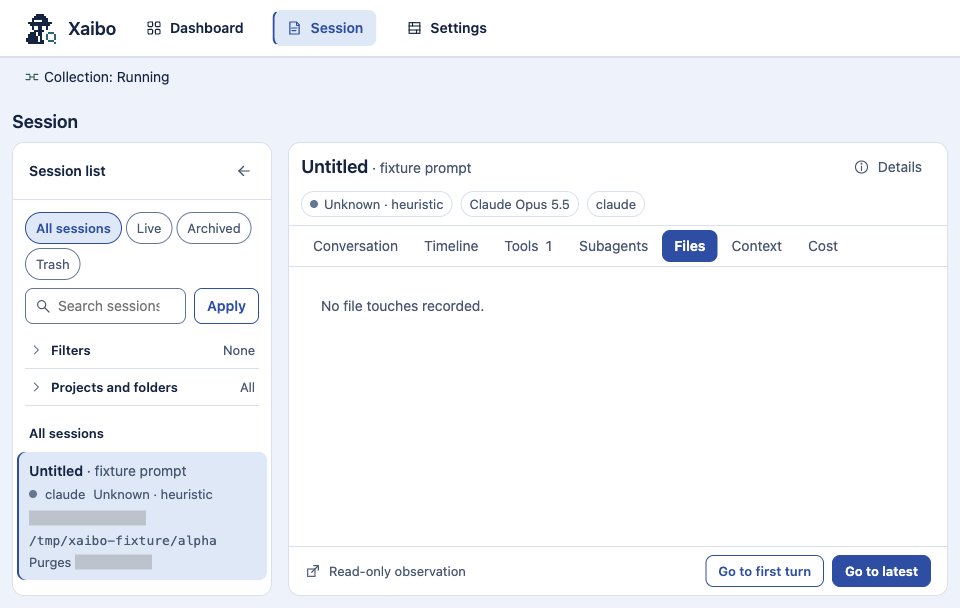 Xaibo
Dashboard
Session
Settings
Collection: Running
Session
Session list
All sessions
Live
Archived
Trash
Search sessions
Apply
Filters
None
Projects and folders
All
All sessions
Untitled · fixture prompt
claude Unknown · heuristic
/tmp/xaibo-fixture/alpha
Purges
Untitled · fixture prompt
Details
Unknown · heuristic
Claude Opus 5.5
claude
Conversation
Timeline
Tools 1
Subagents
Files
Context
Cost
No file touches recorded.
Read-only observation
Go to first turn
Go to latest